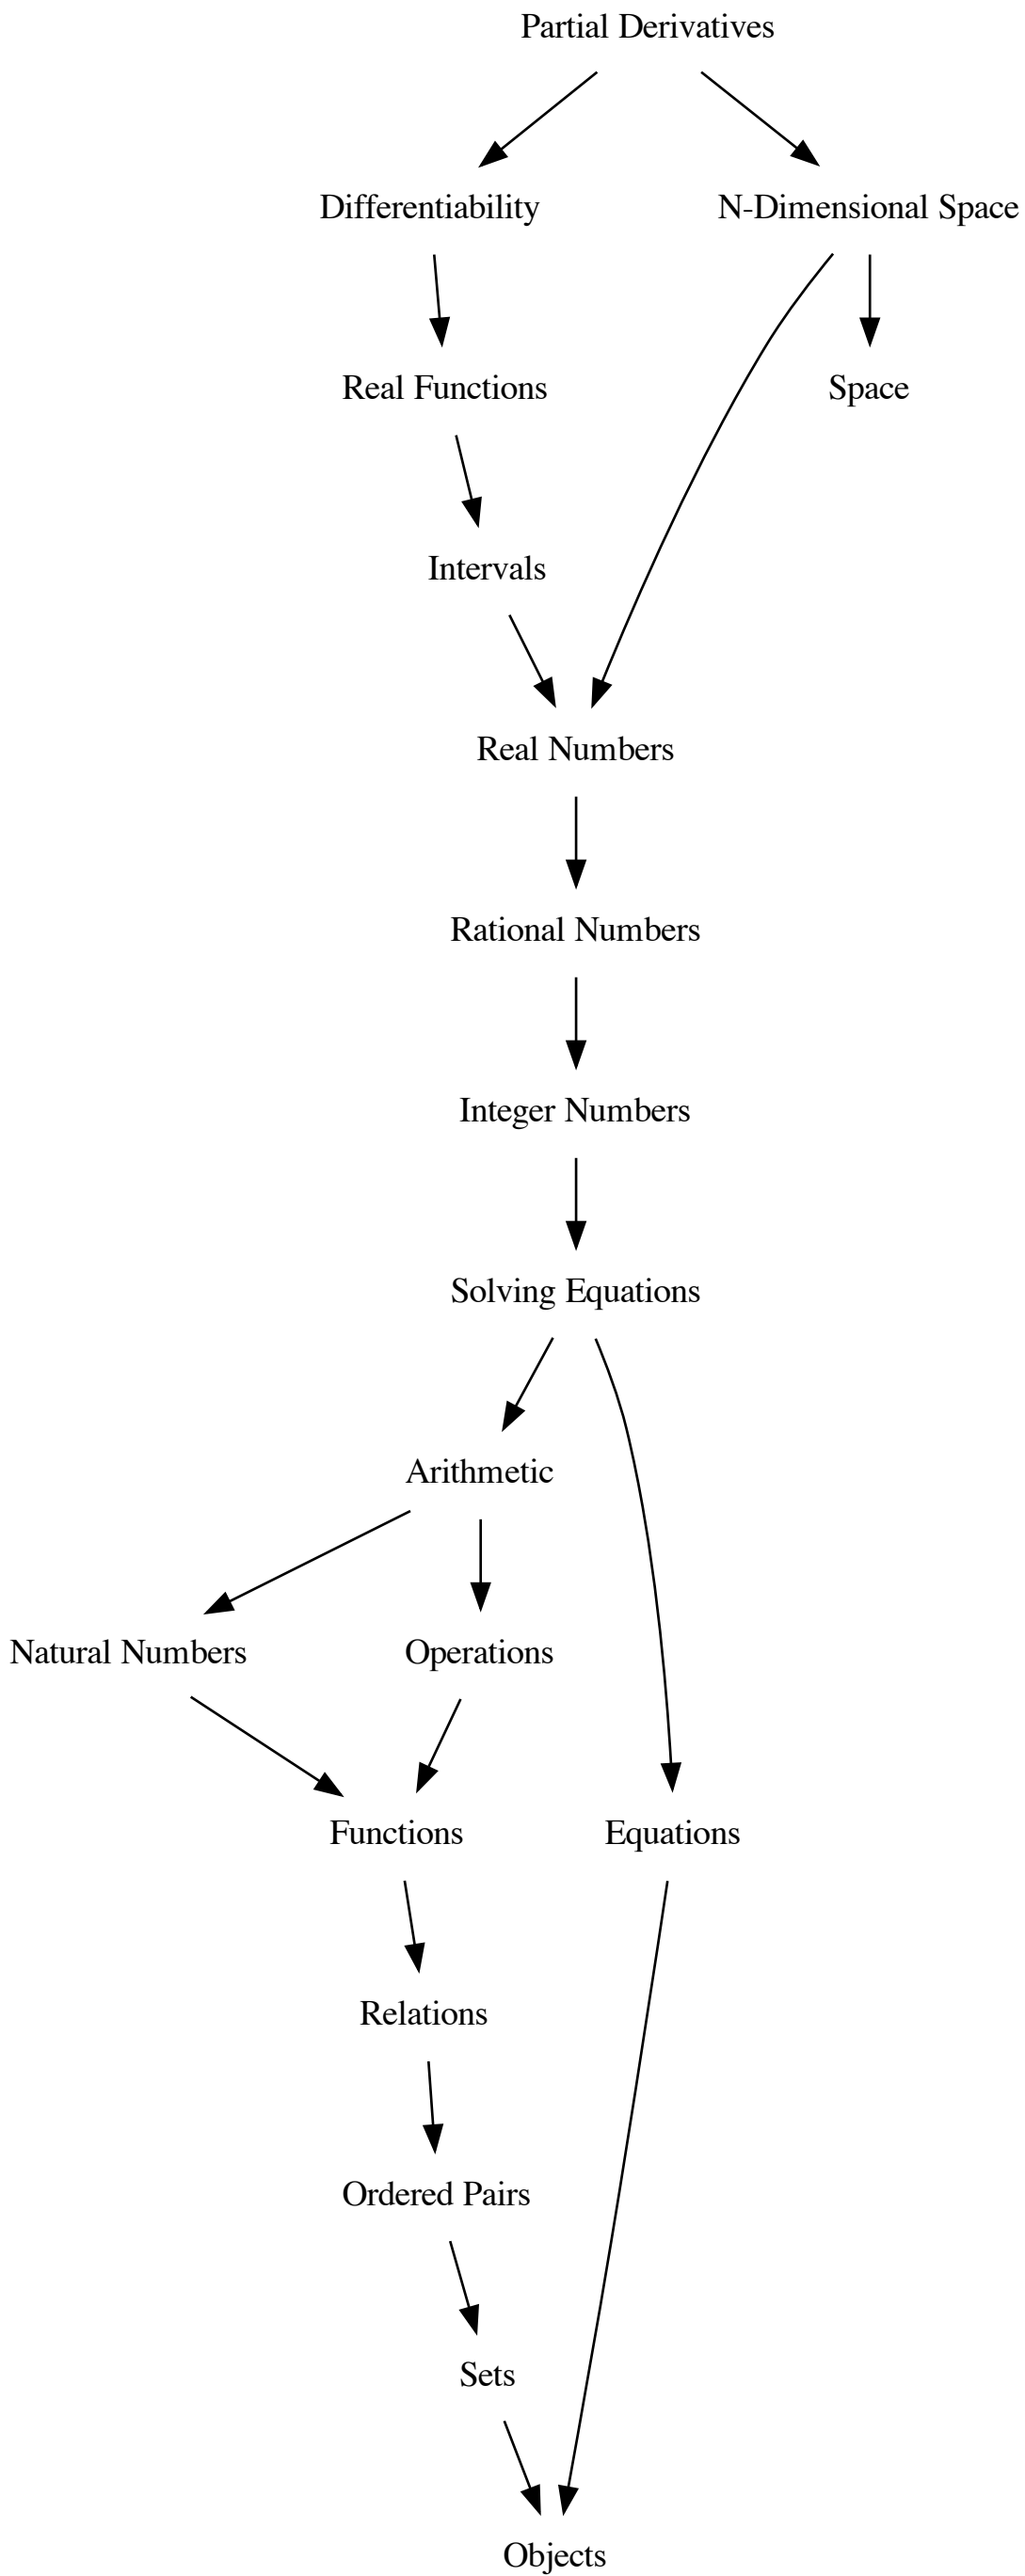 Partial Derivatives
Differentiability
N-Dimensional Space
Real Functions
Space
Intervals
Real Numbers
Rational Numbers
Integer Numbers
Solving Equations
Arithmetic
Natural Numbers
Operations
Functions
Equations
Relations
Ordered Pairs
Sets
Objects